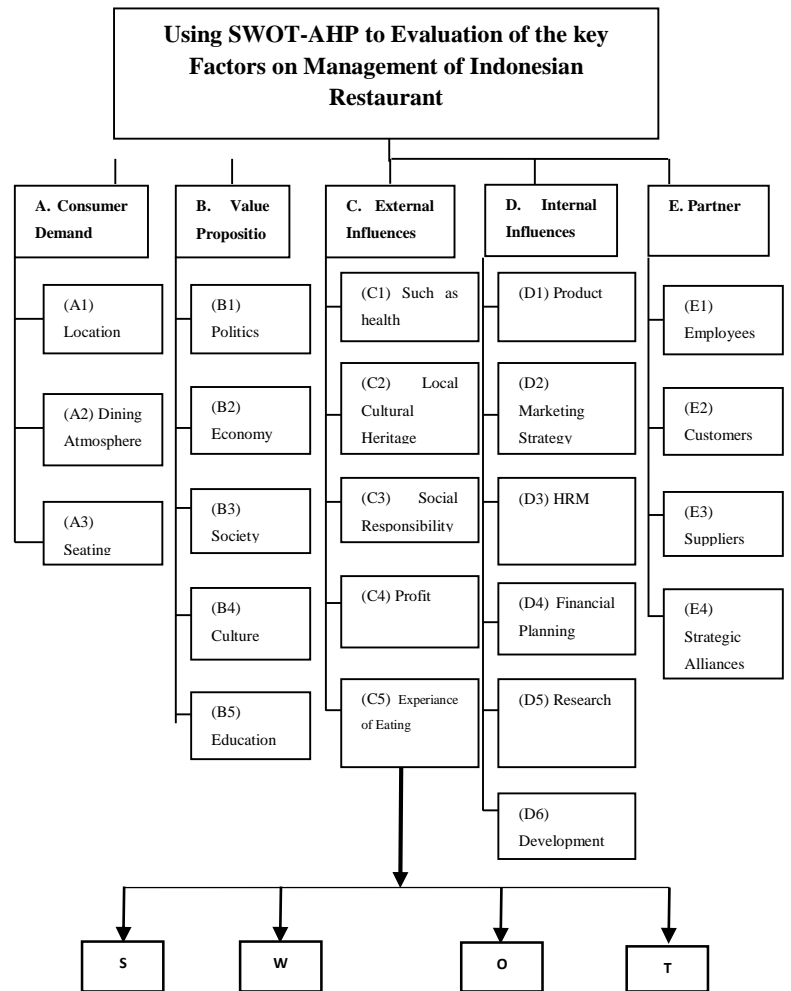 Using SWOT-AHP to Evaluation of the key
Factors on Management of Indonesian
Restaurant
A. Consumer
Demand
B. Value
Propositio
C. External
Influences
D. Internal
Influences
E. Partner
(A1)
Location
(A2) Dining
Atmosphere
(A3)
Seating
(B1)
Politics
(B2)
Economy
(B3)
Society
(B4)
Culture
(B5)
Education
(C1) Such as
health
(C2) Local
Cultural
Heritage
(C3) Social
Responsibility
(C4) Profit
(C5) Experiance
of Eating
(D1) Product
(D2)
Marketing
Strategy
(D3) HRM
(D4) Financial
Planning
(D5) Research
(D6)
Development
(E1)
Employees
(E2)
Customers
(E3)
Suppliers
(E4)
Strategic
Alliances
S
W
O
T